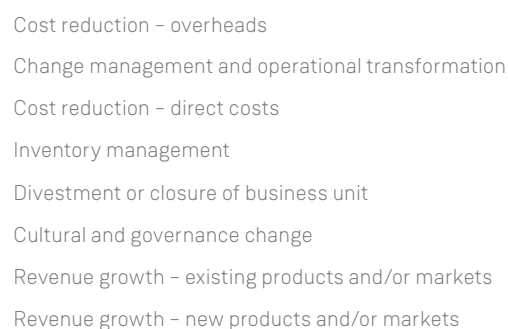 Cost reduction – overheads
Change management and operational transformation
Cost reduction – direct costs
Inventory management
Divestment or closure of business unit
Cultural and governance change
Revenue growth – existing products and/or markets
Revenue growth – new products and/or markets